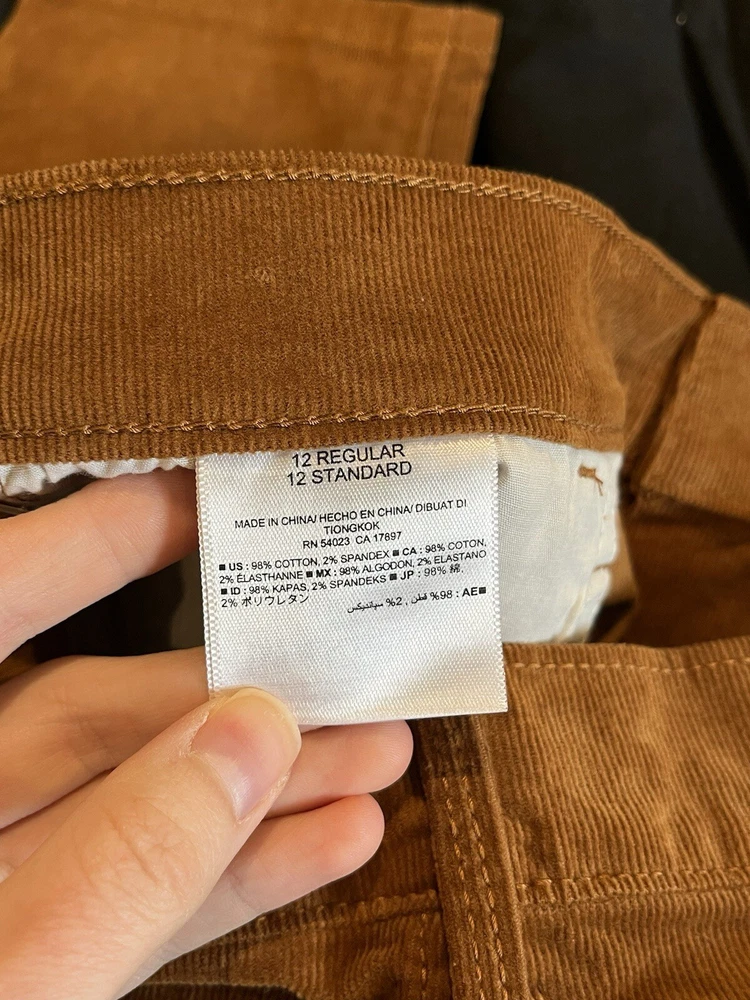 12 REGULAR
12 STANDARD
MADE IN CHINA/ HECHO EN CHINA/ DIBUAT DI
TIONGKOK
RN 54023 CA 17897
■ US : 98% COTTON, 2% SPANDEX ■ CA : 98% COTON,
2% ÉLASTHANNE ■ MX : 98% ALGODON, 2% ELASTANO
■ ID : 98% KAPAS, 2% SPANDEKS ■ JP : 98% 綿,
2% ポリウレタン
■AE : 98% قطن , 2% سباندكس